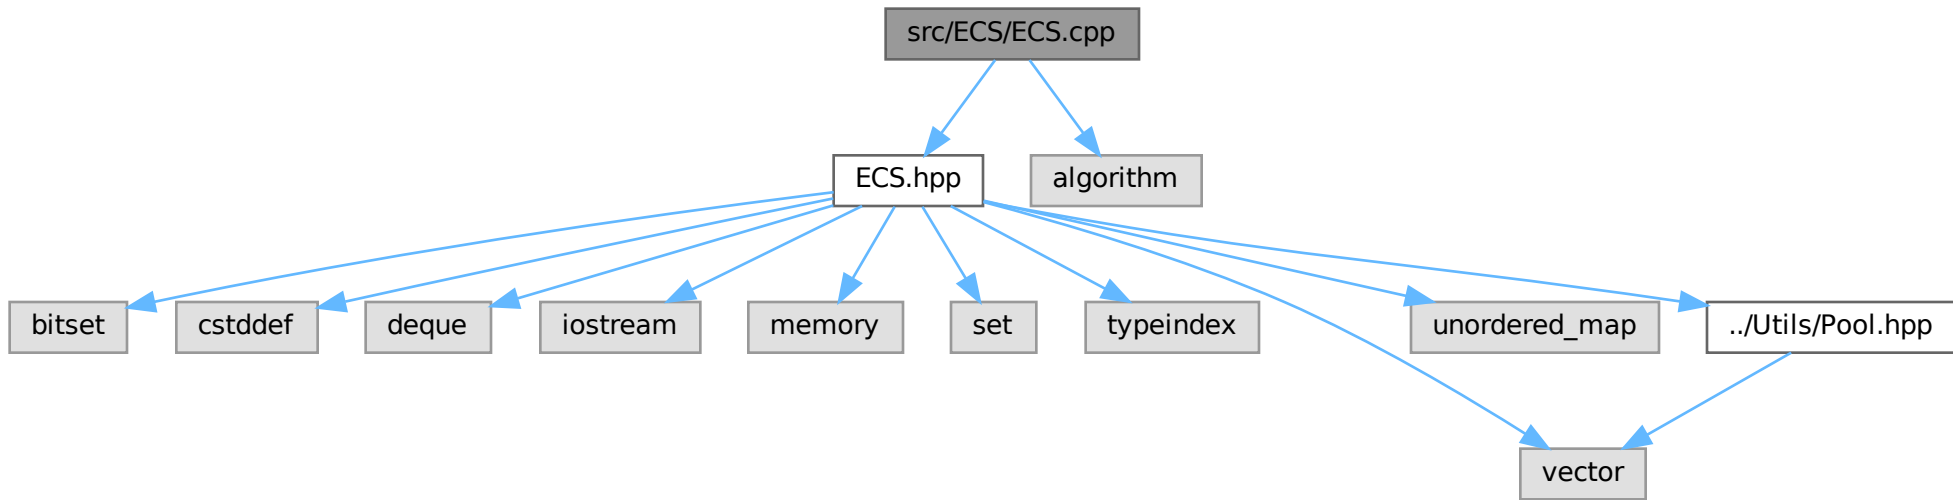 src/ECS/ECS.cpp
ECS.hpp
algorithm
bitset
cstddef
deque
iostream
memory
set
typeindex
unordered_map
../Utils/Pool.hpp
vector